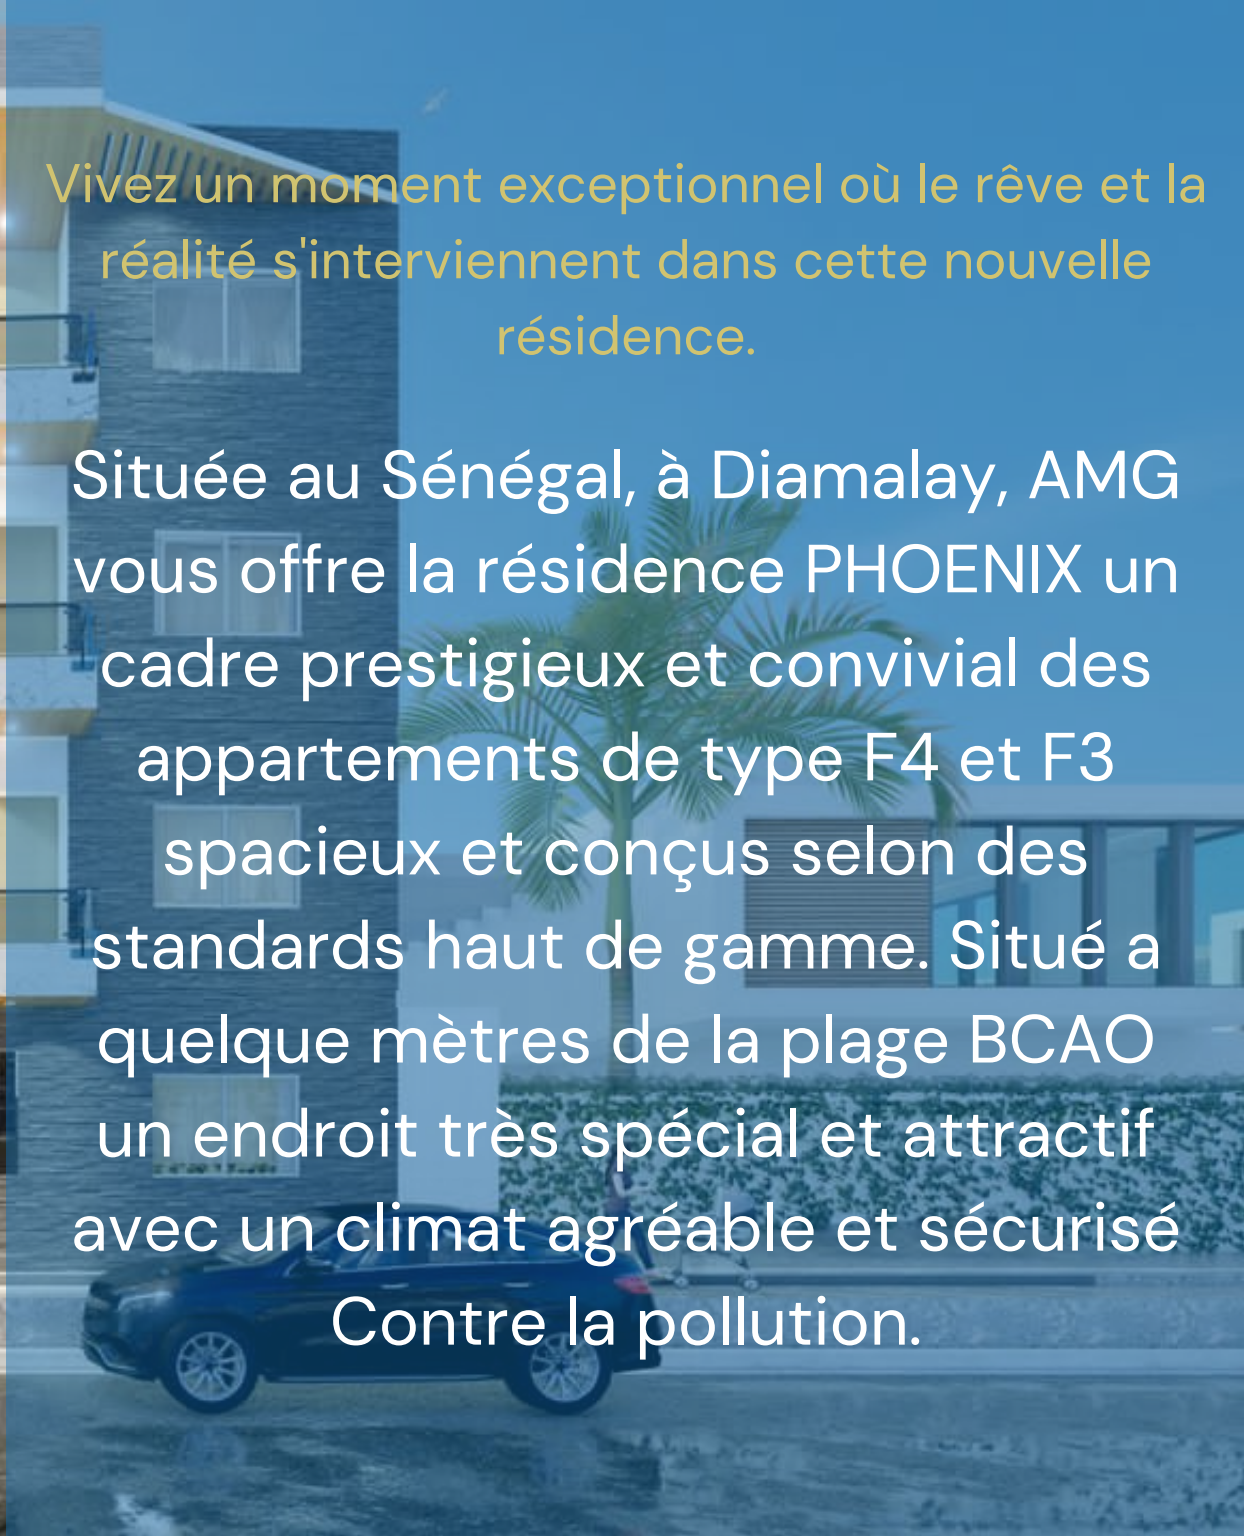 Vivez un moment exceptionnel où le rêve et la
réalité s'interviennent dans cette nouvelle
résidence.
Située au Sénégal, à Diamalay, AMG
vous offre la résidence PHOENIX un
cadre prestigieux et convivial des
appartements de type F4 et F3
spacieux et conçus selon des
standards haut de gamme. Situé a
quelque mètres de la plage BCAO
un endroit très spécial et attractif
avec un climat agréable et sécurisé
Contre la pollution.